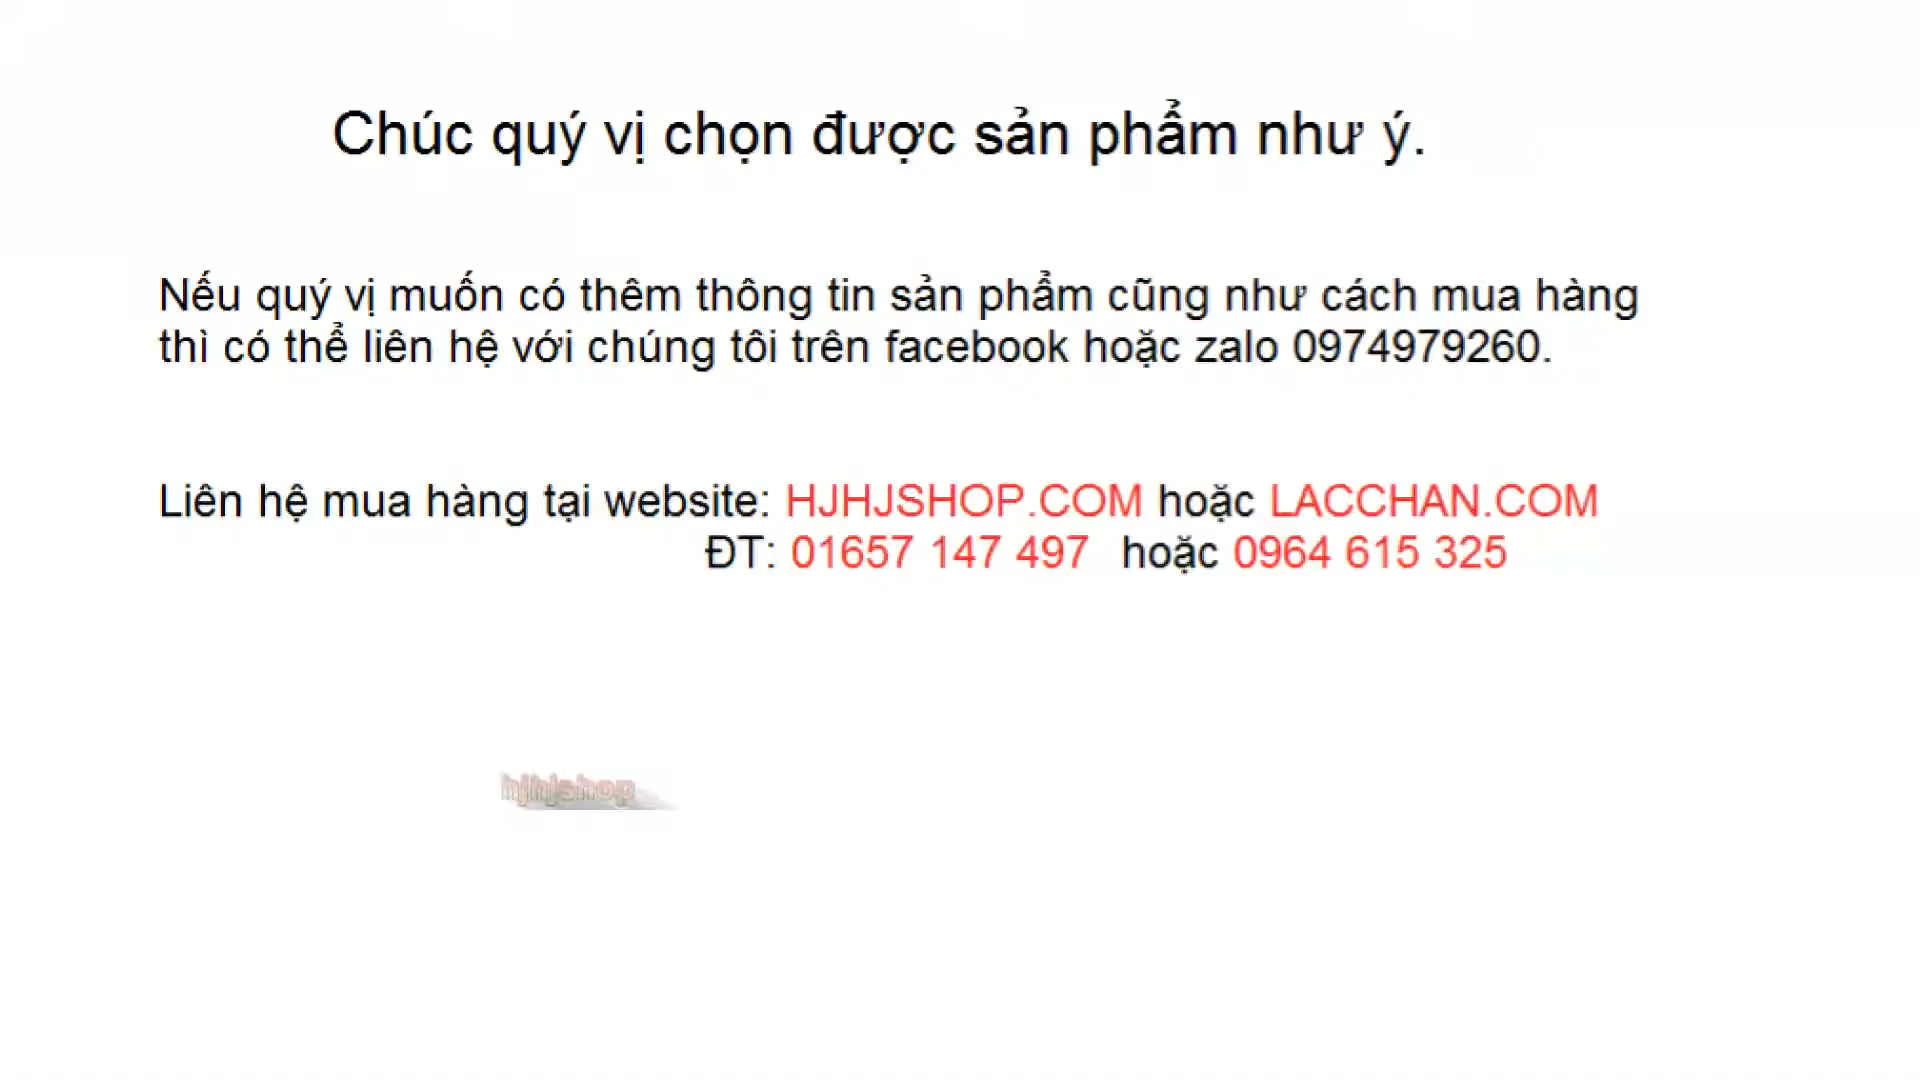 Chúc quý vị chọn được sản phẩm như ý.
Nếu quý vị muốn có thêm thông tin sản phẩm cũng như cách mua hàng
thì có thể liên hệ với chúng tôi trên facebook hoặc zalo 0974979260.
Liên hệ mua hàng tại website: HJHJSHOP.COM hoặc LACCHAN.COM
ĐT: 01657 147 497 hoặc 0964 615 325
hjhjshop